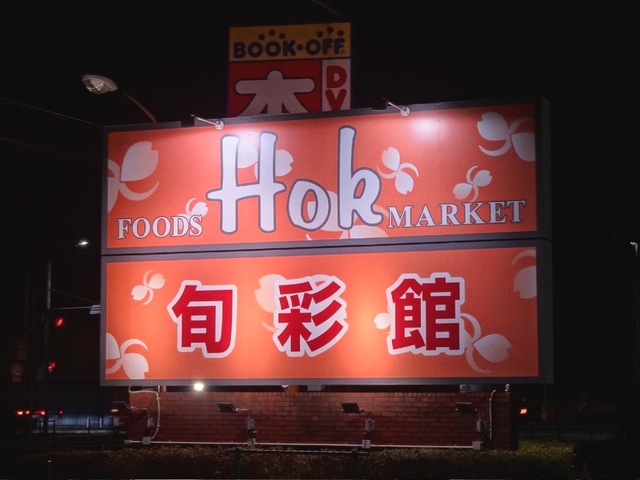 BOOK・OFF
本 DV
FOODS Hok MARKET
旬彩館